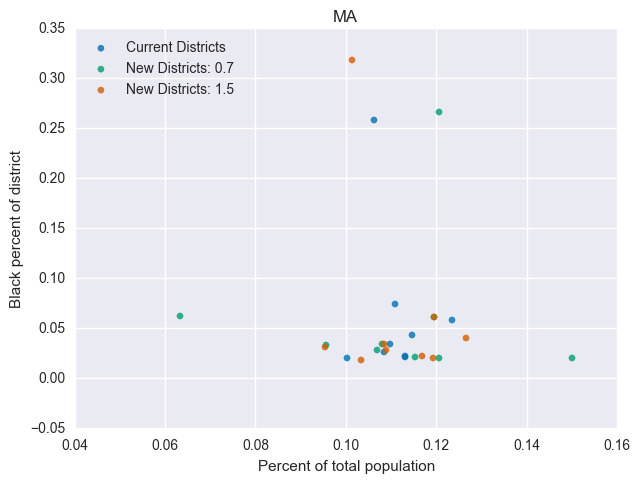 MA
Current Districts
New Districts: 0.7
New Districts: 1.5
0.35
0.30
0.25
0.20
0.15
0.10
0.05
0.00
−0.05
Black percent of district
0.04 0.06 0.08 0.10 0.12 0.14 0.16
Percent of total population